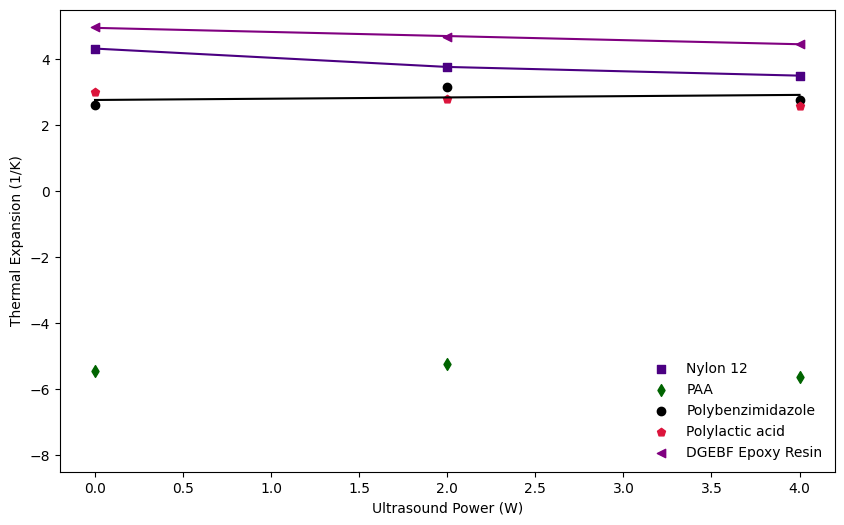 4
2
0
−2
−4
−6
−8
Thermal Expansion (1/K)
0.0 0.5 1.0 1.5 2.0 2.5 3.0 3.5 4.0
Ultrasound Power (W)
Nylon 12
PAA
Polybenzimidazole
Polylactic acid
DGEBF Epoxy Resin